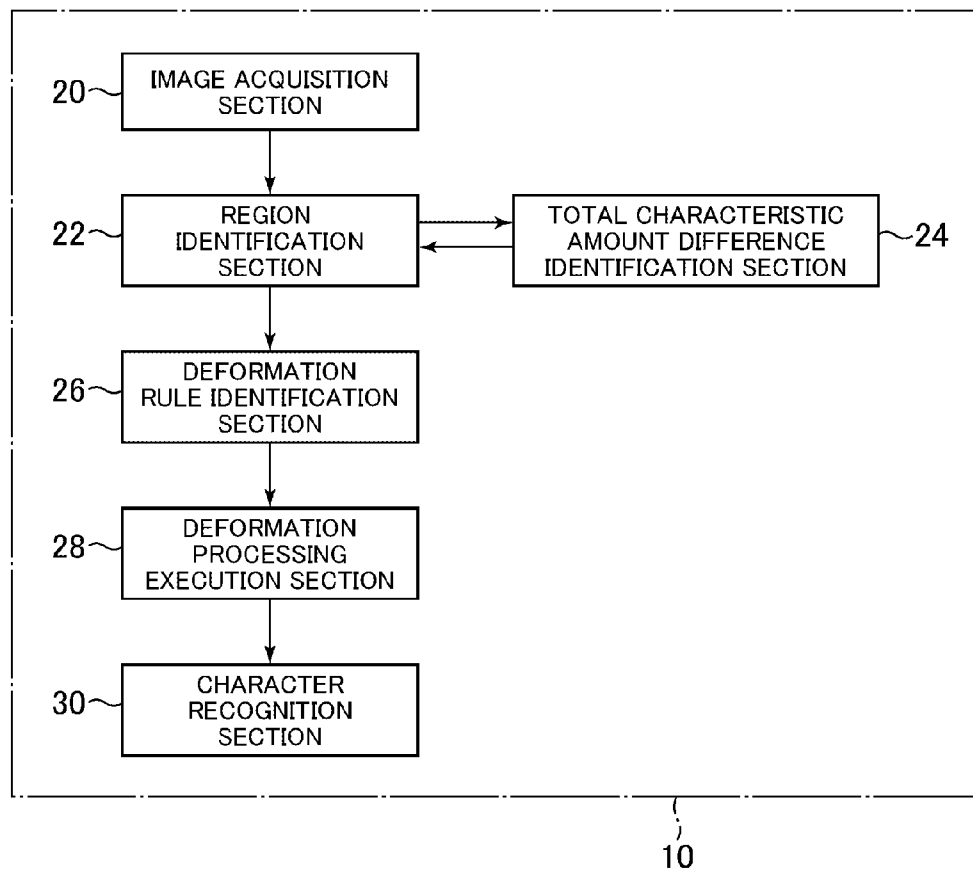 20
IMAGE ACQUISITION
SECTION
22
REGION
IDENTIFICATION
SECTION
TOTAL CHARACTERISTIC
AMOUNT DIFFERENCE
IDENTIFICATION SECTION
24
26
DEFORMATION
RULE IDENTIFICATION
SECTION
28
DEFORMATION
PROCESSING
EXECUTION SECTION
30
CHARACTER
RECOGNITION
SECTION
10